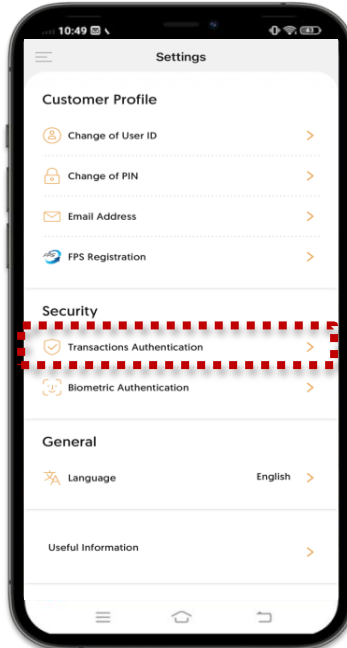 10:49
Settings
Customer Profile
Change of User ID
Change of PIN
Email Address
FPS Registration
Security
Transactions Authentication
Biometric Authentication
General
Language English
Useful Information